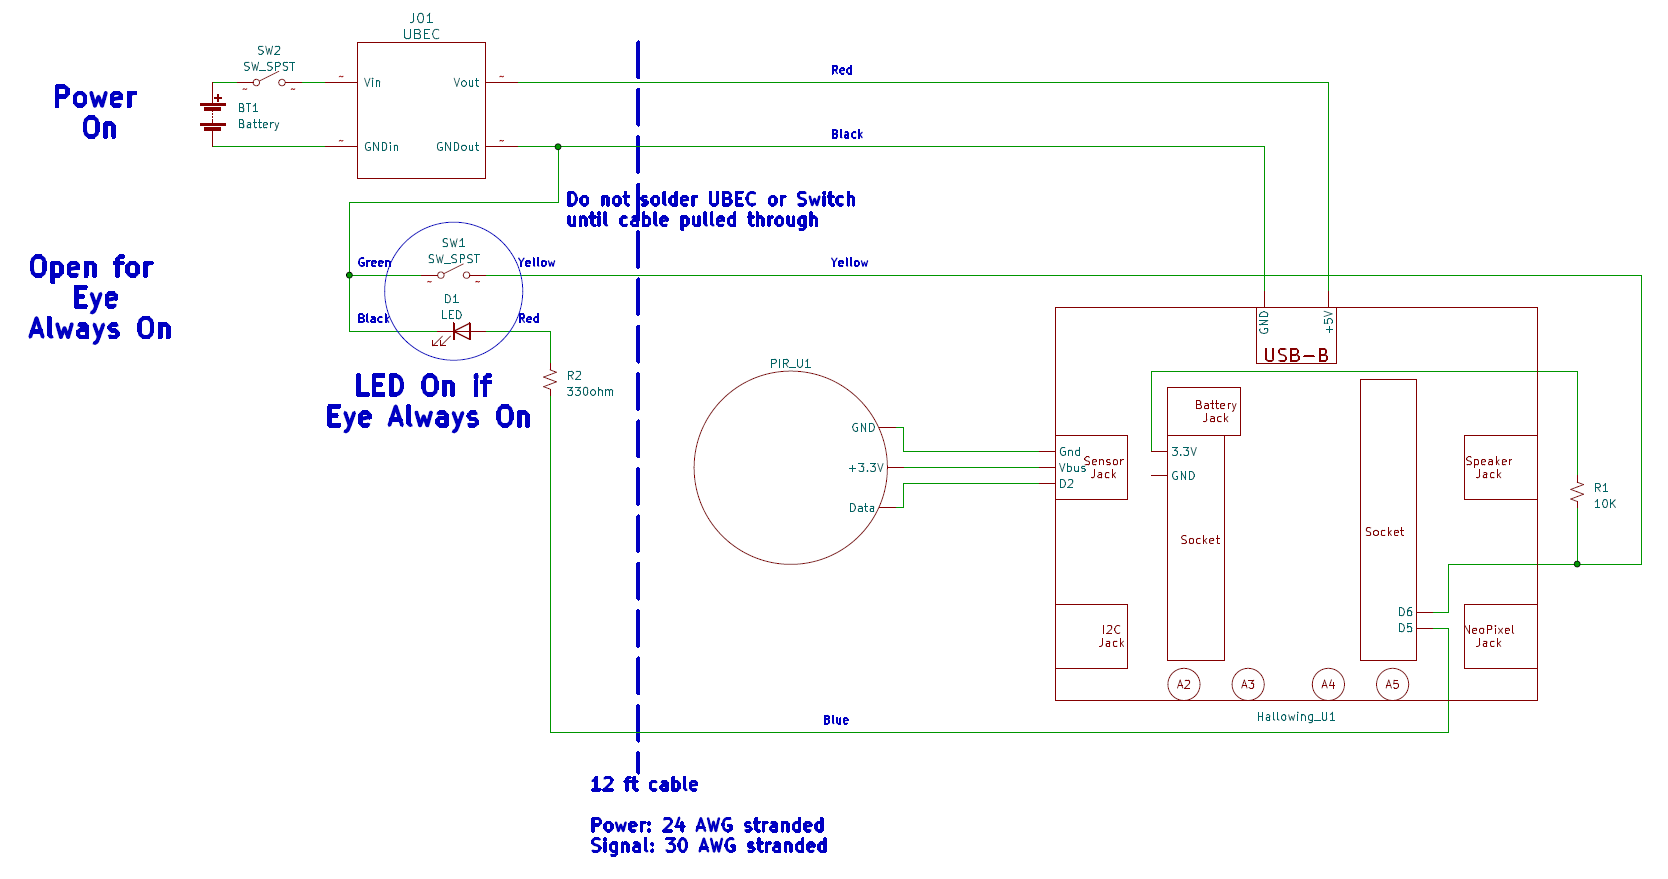 J01
UBEC
SW2
SW_SPST
~
~
~
~
Vin
Vout
Red
Power
On
+
BT1
Battery
~
~
GNDin
GNDout
Black
Do not solder UBEC or Switch
until cable pulled through
Open for
Eye
Always On
SW1
SW_SPST
Green
Yellow
Yellow
~
~
D1
LED
Black
Red
LED On if
Eye Always On
R2
330ohm
PIR_U1
GND
+3.3V
Data
GND
+5V
USB-B
Battery
Jack
Gnd
Vbus
D2
Sensor
Jack
3.3V
GND
Socket
Socket
Speaker
Jack
R1
10K
D6
D5
I2C
Jack
NeoPixel
Jack
A2
A3
A4
A5
Hallowing_U1
Blue
12 ft cable
Power: 24 AWG stranded
Signal: 30 AWG stranded